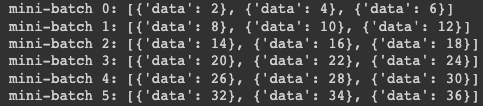 mini-batch 0: [{'data': 2}, {'data': 4}, {'data': 6}]
mini-batch 1: [{'data': 8}, {'data': 10}, {'data': 12}]
mini-batch 2: [{'data': 14}, {'data': 16}, {'data': 18}]
mini-batch 3: [{'data': 20}, {'data': 22}, {'data': 24}]
mini-batch 4: [{'data': 26}, {'data': 28}, {'data': 30}]
mini-batch 5: [{'data': 32}, {'data': 34}, {'data': 36}]